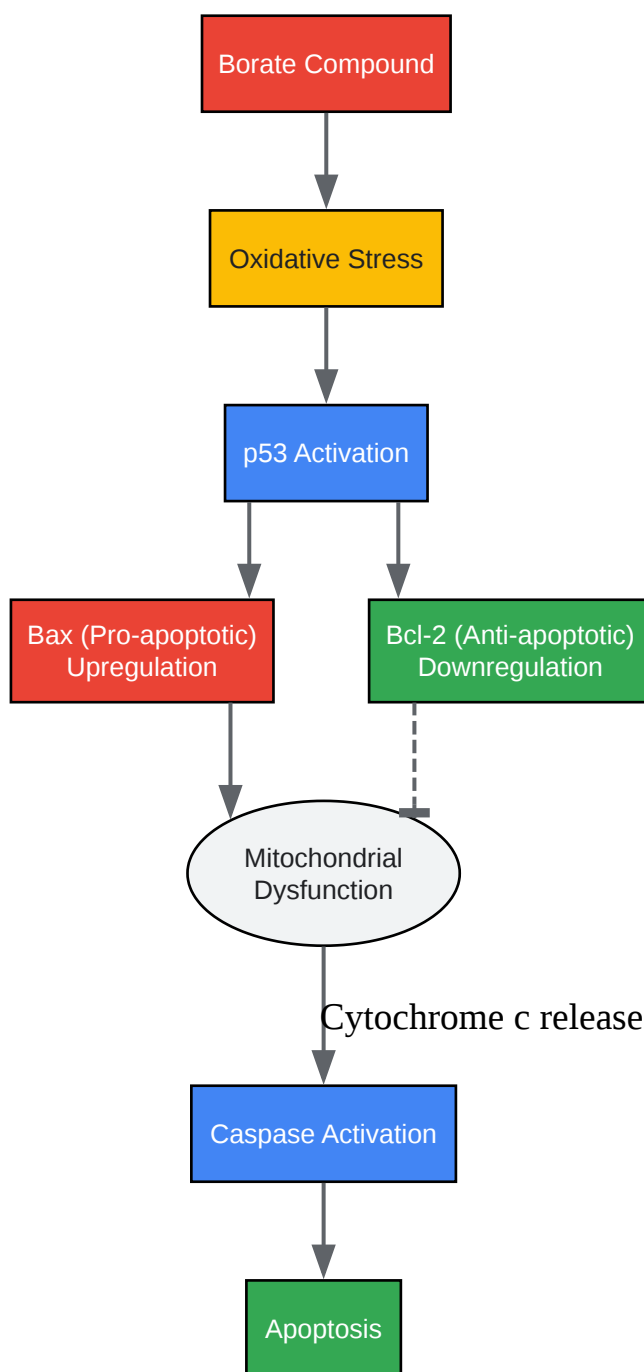 Borate Compound
Oxidative Stress
p53 Activation
Bax (Pro-apoptotic)
Upregulation
Bcl-2 (Anti-apoptotic)
Downregulation
Mitochondrial
Dysfunction
Cytochrome c release
Caspase Activation
Apoptosis